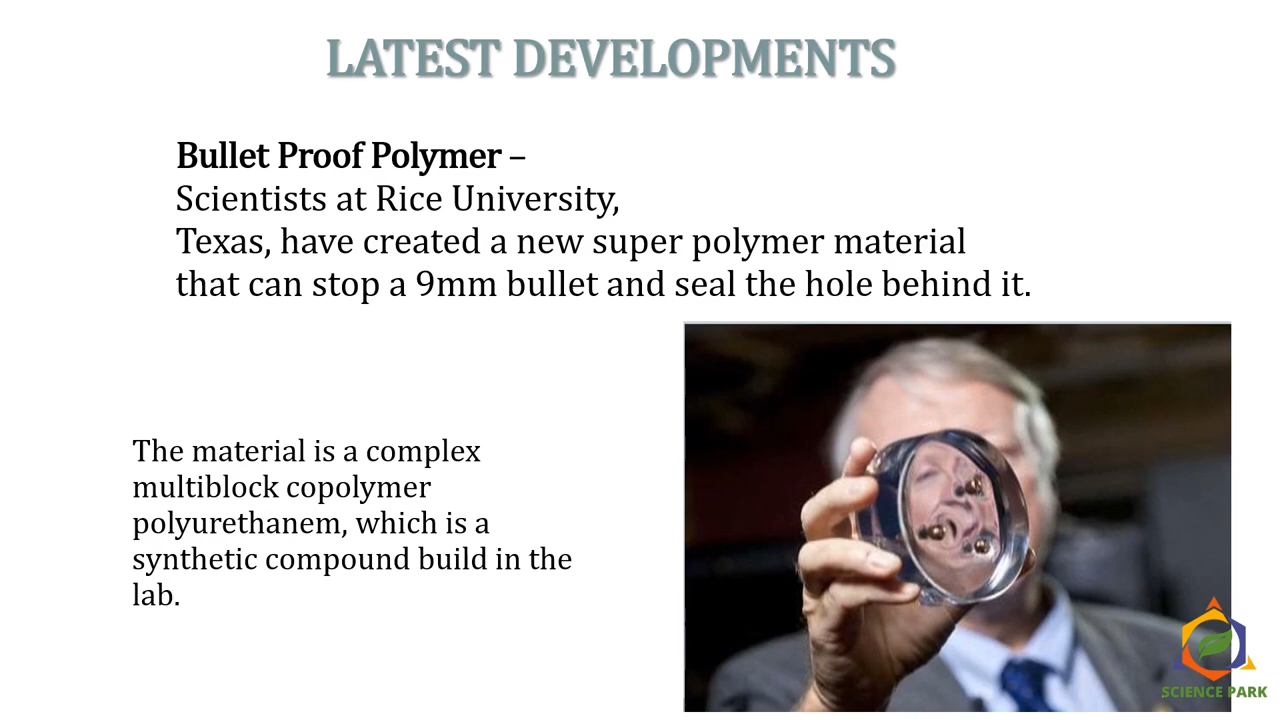 LATEST DEVELOPMENTS
Bullet Proof Polymer –
Scientists at Rice University,
Texas, have created a new super polymer material
that can stop a 9mm bullet and seal the hole behind it.
The material is a complex
multiblock copolymer
polyurethanem, which is a
synthetic compound build in the
lab.
SCIENCE PARK